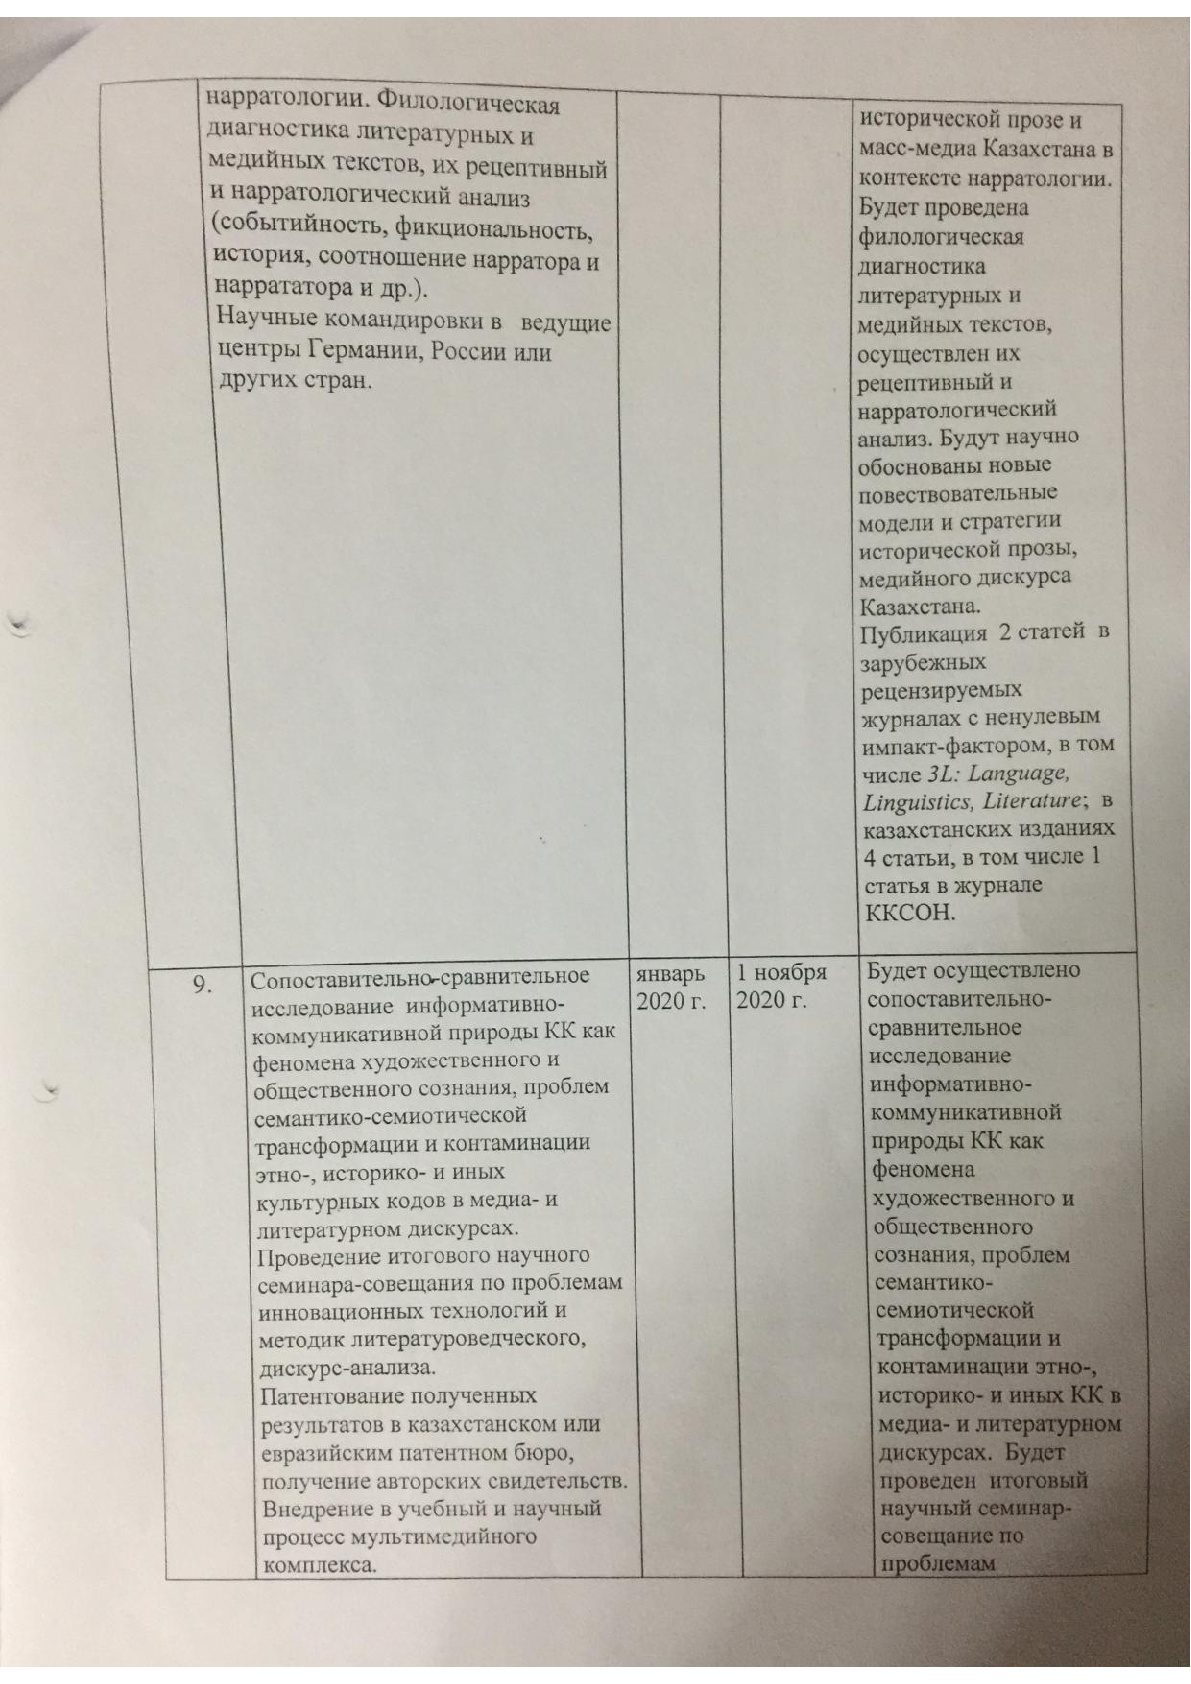 нарратологии. Филологическая
диагностика литературных и
медийных текстов, их рецептивный
и нарратологический анализ
(событийность, фикциональность,
история, соотношение нарратора и
наррататора и др.).
Научные командировки в ведущие
центры Германии, России или
других стран.
исторической прозе и
масс-медиа Казахстана в
контексте нарратологии.
Будет проведена
филологическая
диагностика
литературных и
медийных текстов,
осуществлен их
рецептивный и
нарратологический
анализ. Будут научно
обоснованы новые
повествовательные
модели и стратегии
исторической прозы,
медийного дискурса
Казахстана.
Публикация 2 статей в
зарубежных
рецензируемых
журналах с ненулевым
импакт-фактором, в том
числе 3L: Language,
Linguistics, Literature; в
казахстанских изданиях
4 статьи, в том числе 1
статья в журнале
ККСОН.
9.
Сопоставительно-сравнительное
исследование информативно-
коммуникативной природы КК как
феномена художественного и
общественного сознания, проблем
семантико-семиотической
трансформации и контаминации
этно-, историко- и иных
культурных кодов в медиа- и
литературном дискурсах.
Проведение итогового научного
семинара-совещания по проблемам
инновационных технологий и
методик литературоведческого,
дискурс-анализа.
Патентование полученных
результатов в казахстанском или
евразийским патентном бюро,
получение авторских свидетельств.
Внедрение в учебный и научный
процесс мультимедийного
комплекса.
январь
2020 г.
1 ноября
2020 г.
Будет осуществлено
сопоставительно-
сравнительное
исследование
информативно-
коммуникативной
природы КК как
феномена
художественного и
общественного
сознания, проблем
семантико-
семиотической
трансформации и
контаминации этно-,
историко- и иных КК в
медиа- и литературном
дискурсах. Будет
проведен итоговый
научный семинар-
совещание по
проблемам